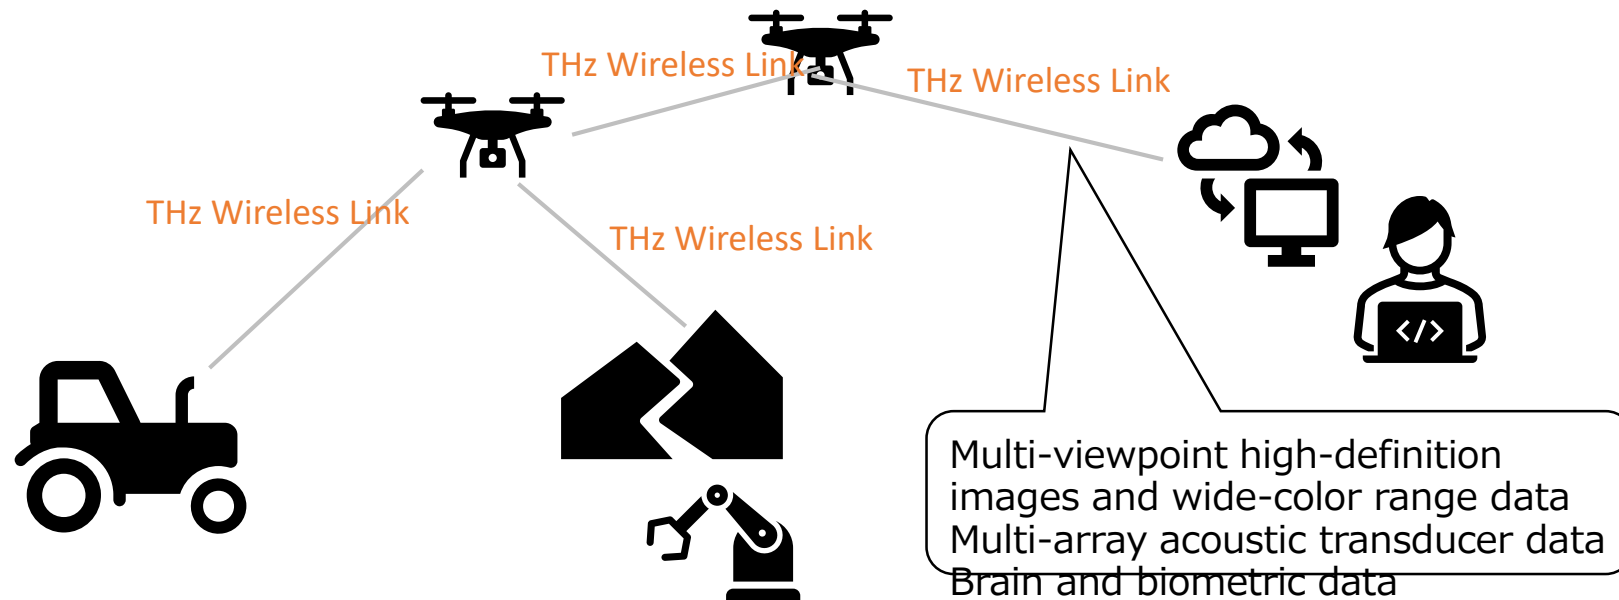 THz Wireless Link
THz Wireless Link
THz Wireless Link
THz Wireless Link
</>
Multi-viewpoint high-definition
images and wide-color range data
Multi-array acoustic transducer data
Brain and biometric data